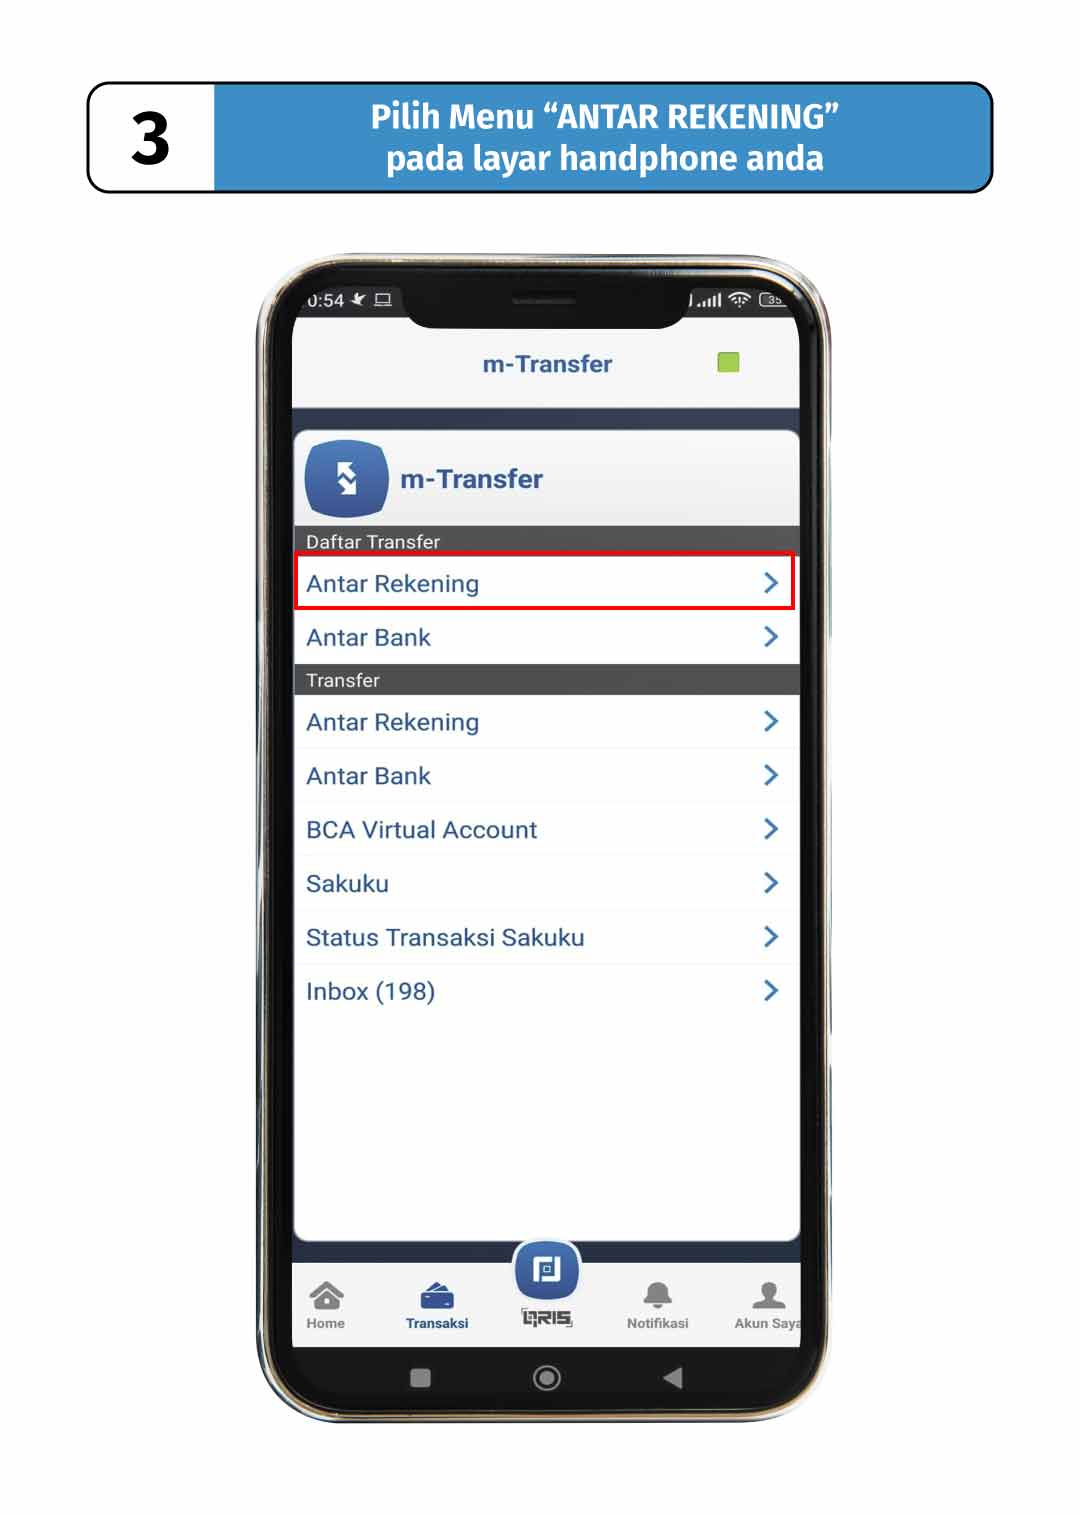 3
Pilih Menu “ANTAR REKENING”
pada layar handphone anda
0:54
35
m-Transfer
m-Transfer
Daftar Transfer
Antar Rekening
Antar Bank
Transfer
Antar Rekening
Antar Bank
BCA Virtual Account
Sakuku
Status Transaksi Sakuku
Inbox (198)
Home
Transaksi
QRIS
Notifikasi
Akun Saya